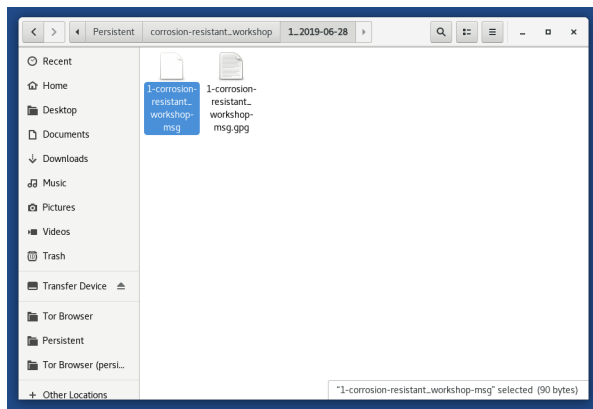 Persistent
corrosion-resistant_workshop
1_2019-06-28
Recent
Home
Desktop
Documents
Downloads
Music
Pictures
Videos
Trash
Transfer Device
Tor Browser
Persistent
Tor Browser (persi...
Other Locations
1-corrosion-
resistant_
workshop-
msg
1-corrosion-
resistant_
workshop-
msg.gpg
"1-corrosion-resistant_workshop-msg" selected (90 bytes)